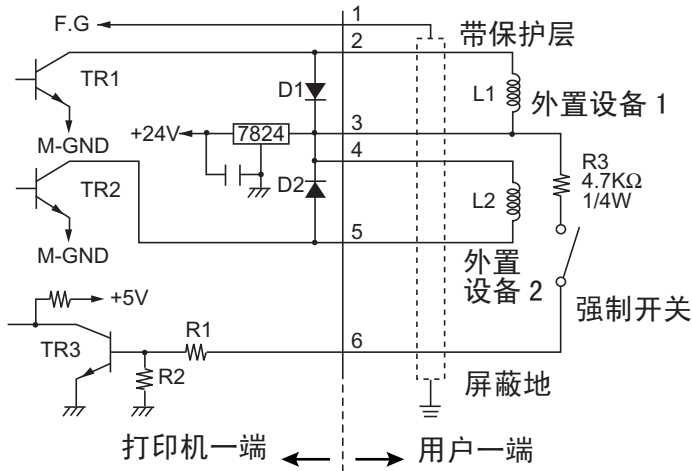 F.G
1
带保护层
2
TR1
D1
L1
外置设备 1
M-GND
+24V
7824
3
4
R3
4.7KΩ
1/4W
TR2
D2
L2
M-GND
5
外置
设备 2
+5V
强制开关
TR3
R1
6
R2
屏蔽地
打印机一端
用户一端